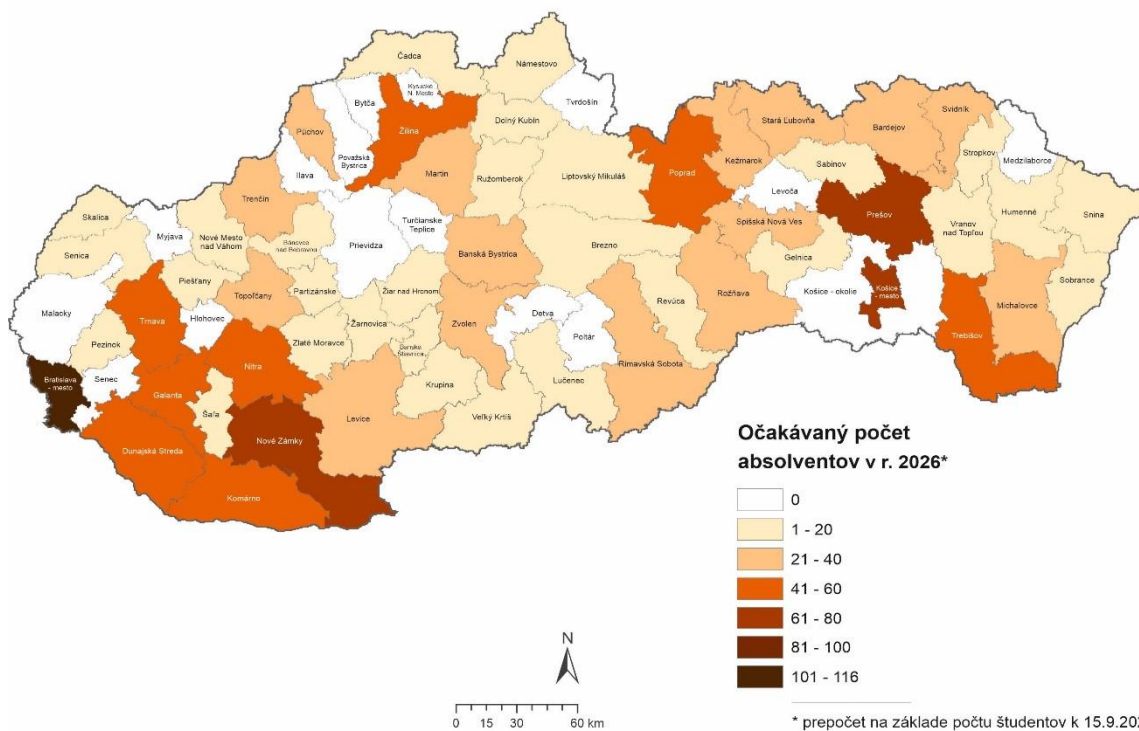 Čadca
Námestovo
Kysucké
N. Mesto
Tvrdošín
Bytča
Žilina
Dolný Kubín
Púchov
Považská
Bystrica
Ilava
Martin
Ružomberok
Liptovský Mikuláš
Poprad
Kežmarok
Stará Ľubovňa
Bardejov
Svidník
Stropkov
Medzilaborce
Sabinov
Levoča
Prešov
Humenné
Snina
Vranov
nad Topľou
Spišská Nová Ves
Gelnica
Košice - okolie
Košice -
mesto
Michalovce
Sobrance
Trebišov
Trenčín
Turčianske
Teplice
Prievidza
Skalica
Myjava
Nové Mesto
nad Váhom
Bánovce
nad Bebravou
Senica
Piešťany
Topoľčany
Partizánske
Žiar nad Hronom
Banská Bystrica
Brezno
Revúca
Rožňava
Malacky
Trnava
Hlohovec
Žarnovica
Zvolen
Detva
Poltár
Pezinok
Zlaté Moravce
Banská
Štiavnica
Rimavská Sobota
Bratislava
- mesto
Senec
Nitra
Krupina
Lučenec
Galanta
Šaľa
Levice
Veľký Krtíš
Dunajská Streda
Nové Zámky
Komárno
Očakávaný počet
absolventov v r. 2026*
0
1 - 20
21 - 40
41 - 60
61 - 80
81 - 100
101 - 116
N
0 15 30 60 km
* prepočet na základe počtu študentov k 15.9.202